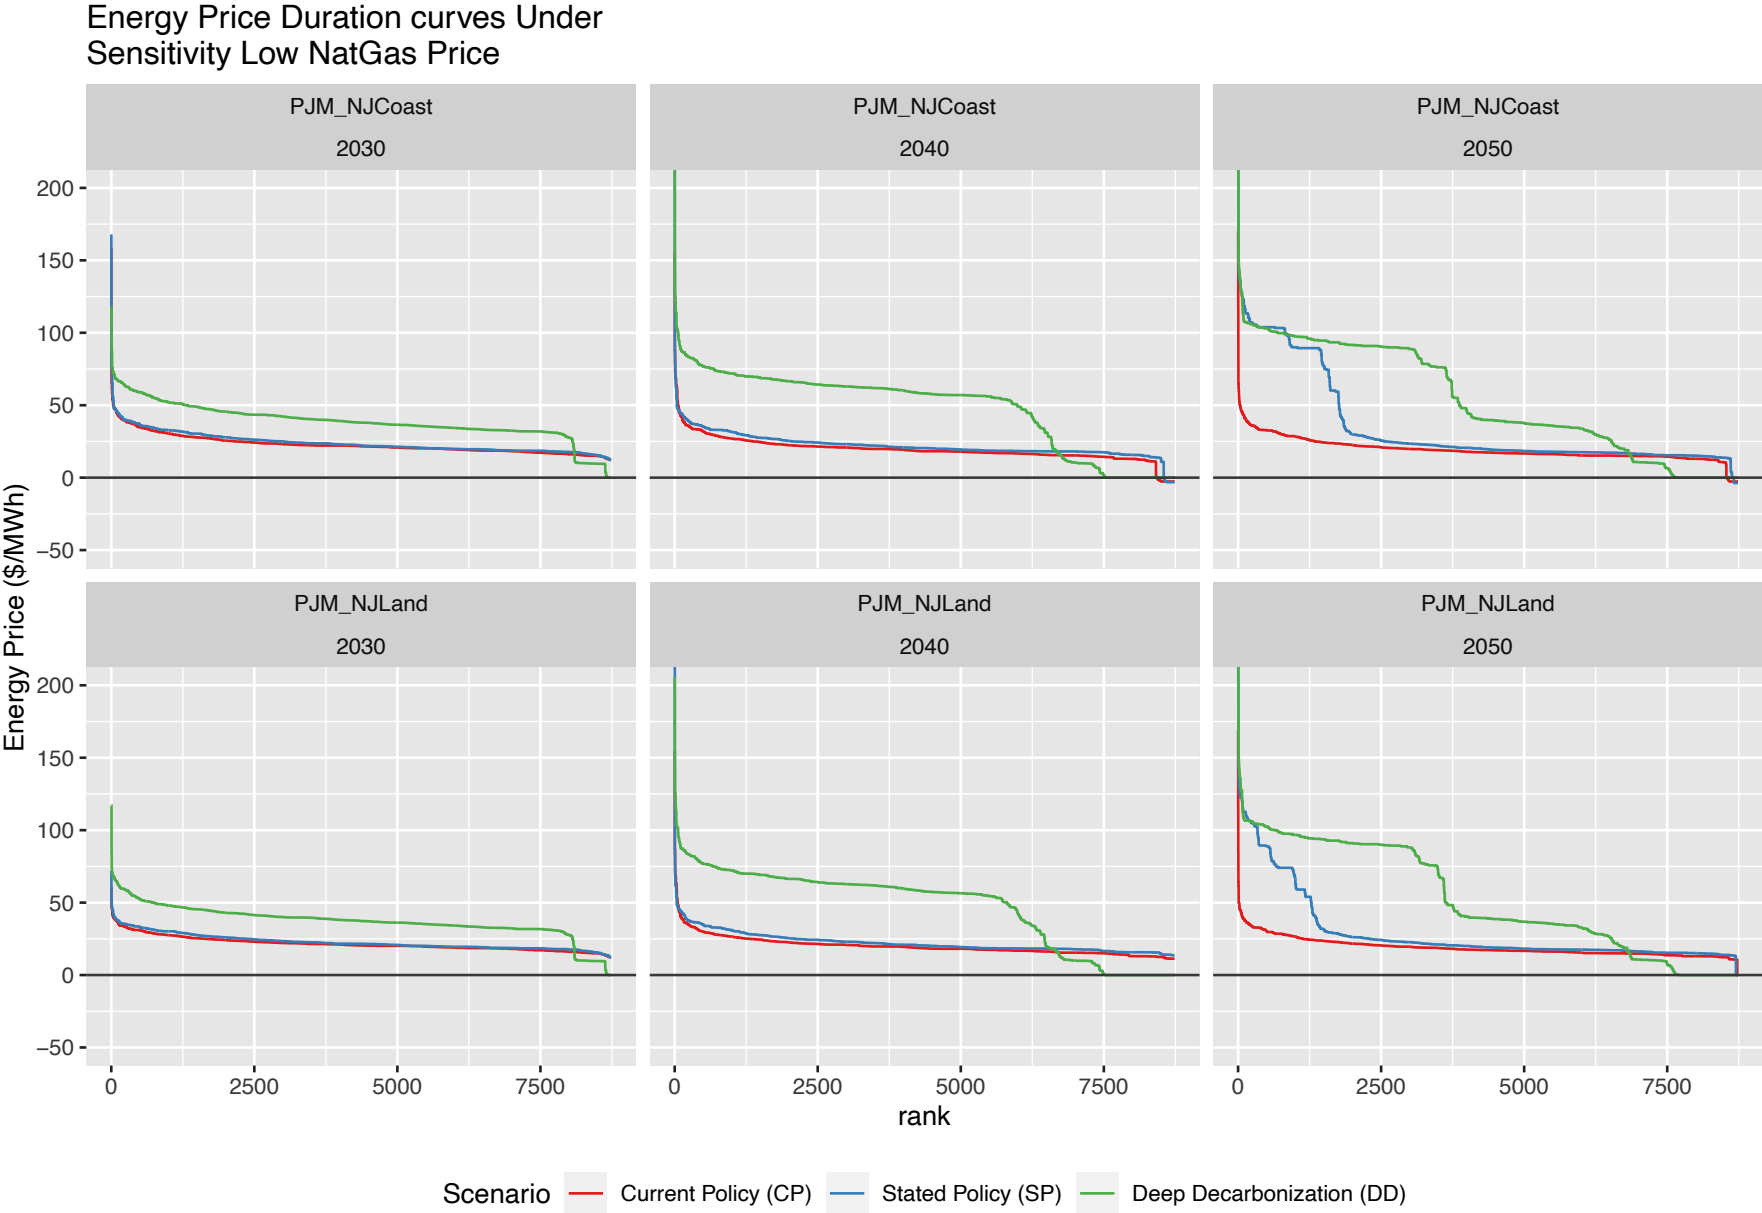 Energy Price Duration curves Under
Sensitivity Low NatGas Price
PJM_NJCoast
2030
PJM_NJCoast
2040
PJM_NJCoast
2050
200
150
100
50
0
−50
PJM_NJLand
2030
PJM_NJLand
2040
PJM_NJLand
2050
200
150
100
50
0
−50
Energy Price ($/MWh)
0 2500 5000 7500
0 2500 5000 7500
0 2500 5000 7500
rank
Scenario Current Policy (CP) Stated Policy (SP) Deep Decarbonization (DD)